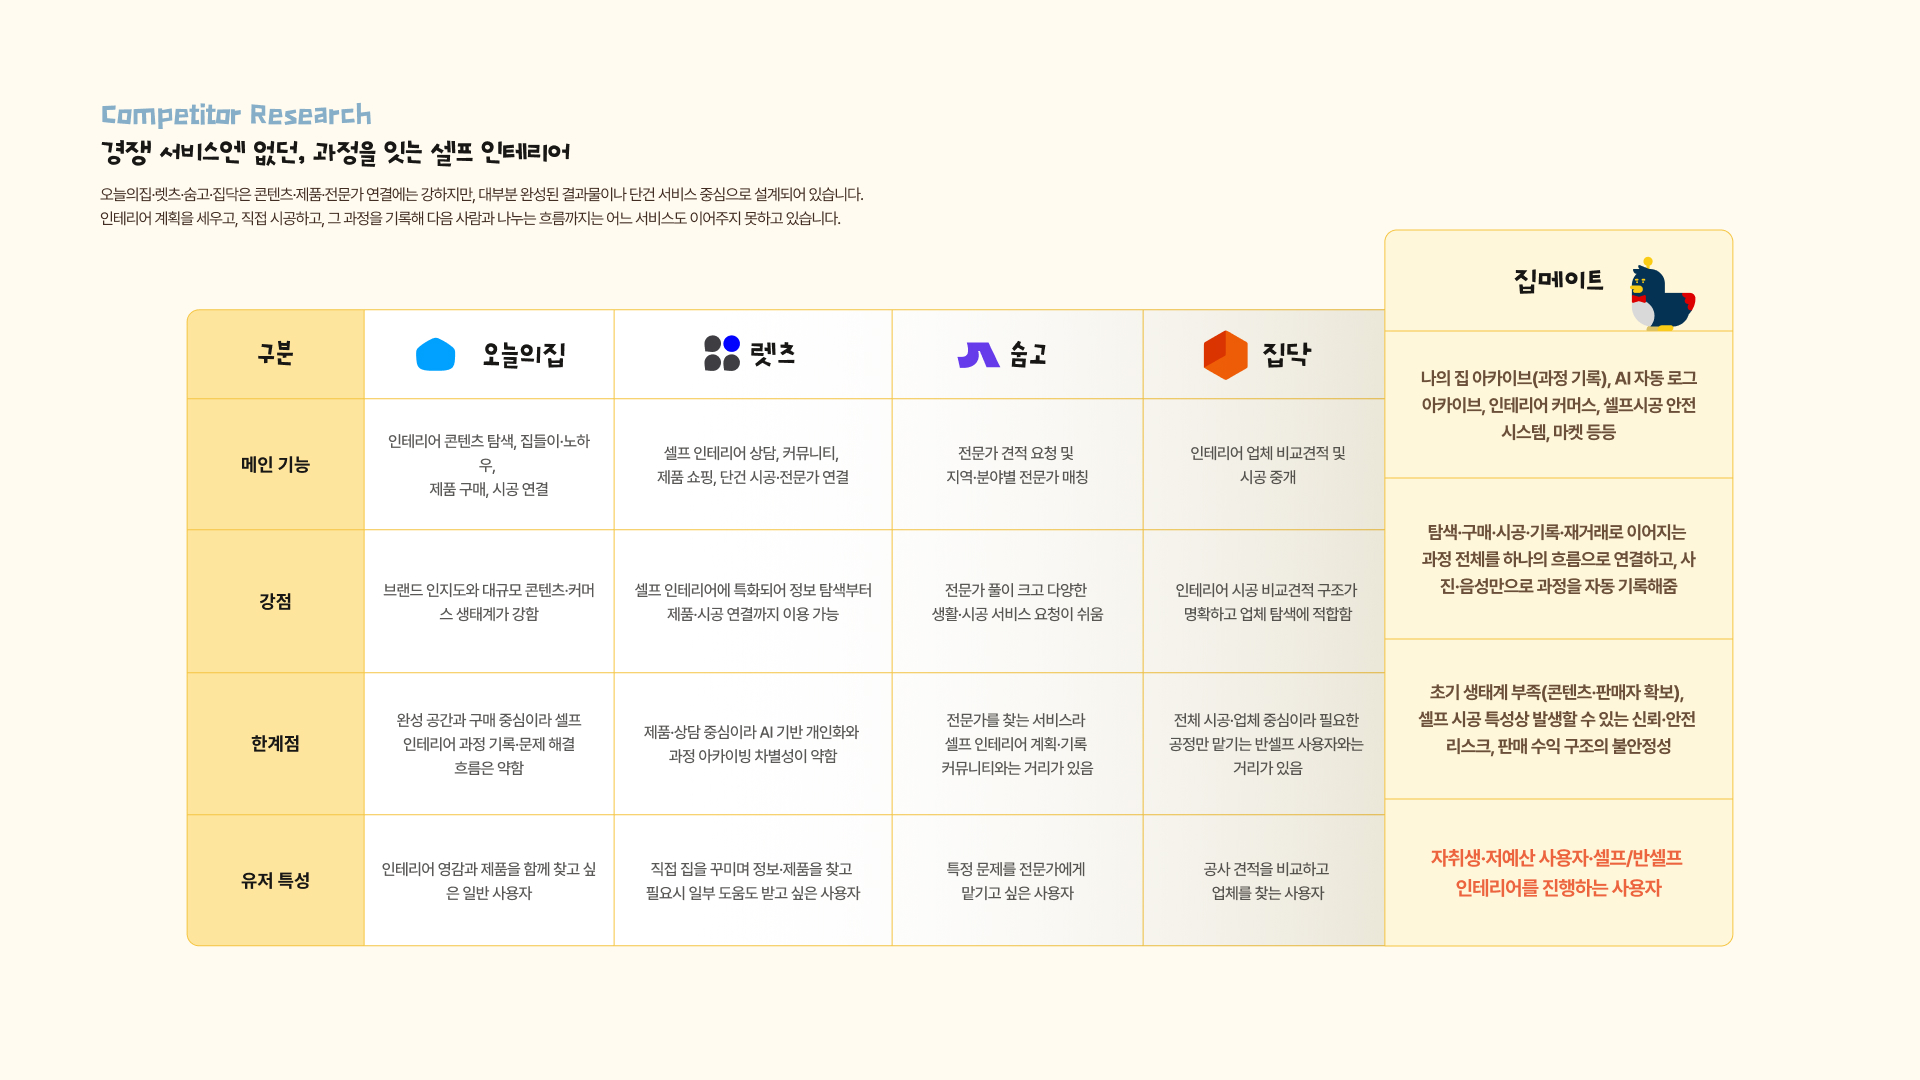 Competitor Research
경쟁 서비스엔 없던, 과정을 잇는 셀프 인테리어
오늘의집·렛츠·숨고·집닥은 콘텐츠·제품·전문가 연결에는 강하지만, 대부분 완성된 결과물이나 단건 서비스 중심으로 설계되어 있습니다.
인테리어 계획을 세우고, 직접 시공하고, 그 과정을 기록해 다음 사람과 나누는 흐름까지는 어느 서비스도 이어주지 못하고 있습니다.
구분
오늘의집
렛츠
숨고
집닥
집메이트
메인 기능
인테리어 콘텐츠 탐색, 집들이·노하
우,
제품 구매, 시공 연결
셀프 인테리어 상담, 커뮤니티,
제품 쇼핑, 단건 시공·전문가 연결
전문가 견적 요청 및
지역·분야별 전문가 매칭
인테리어 업체 비교견적 및
시공 중개
나의 집 아카이브(과정 기록), AI 자동 로그
아카이브, 인테리어 커머스, 셀프시공 안전
시스템, 마켓 등등
강점
브랜드 인지도와 대규모 콘텐츠·커머
스 생태계가 강함
셀프 인테리어에 특화되어 정보 탐색부터
제품·시공 연결까지 이용 가능
전문가 풀이 크고 다양한
생활·시공 서비스 요청이 쉬움
인테리어 시공 비교견적 구조가
명확하고 업체 탐색에 적합함
탐색·구매·시공·기록·재거래로 이어지는
과정 전체를 하나의 흐름으로 연결하고, 사
진·음성만으로 과정을 자동 기록해줌
한계점
완성 공간과 구매 중심이라 셀프
인테리어 과정 기록·문제 해결
흐름은 약함
제품·상담 중심이라 AI 기반 개인화와
과정 아카이빙 차별성이 약함
전문가를 찾는 서비스라
셀프 인테리어 계획·기록
커뮤니티와는 거리가 있음
전체 시공·업체 중심이라 필요한
공정만 맡기는 반셀프 사용자와는
거리가 있음
초기 생태계 부족(콘텐츠·판매자 확보),
셀프 시공 특성상 발생할 수 있는 신뢰·안전
리스크, 판매 수익 구조의 불안정성
유저 특성
인테리어 영감과 제품을 함께 찾고 싶
은 일반 사용자
직접 집을 꾸미며 정보·제품을 찾고
필요시 일부 도움도 받고 싶은 사용자
특정 문제를 전문가에게
맡기고 싶은 사용자
공사 견적을 비교하고
업체를 찾는 사용자
자취생·저예산 사용자·셀프/반셀프
인테리어를 진행하는 사용자